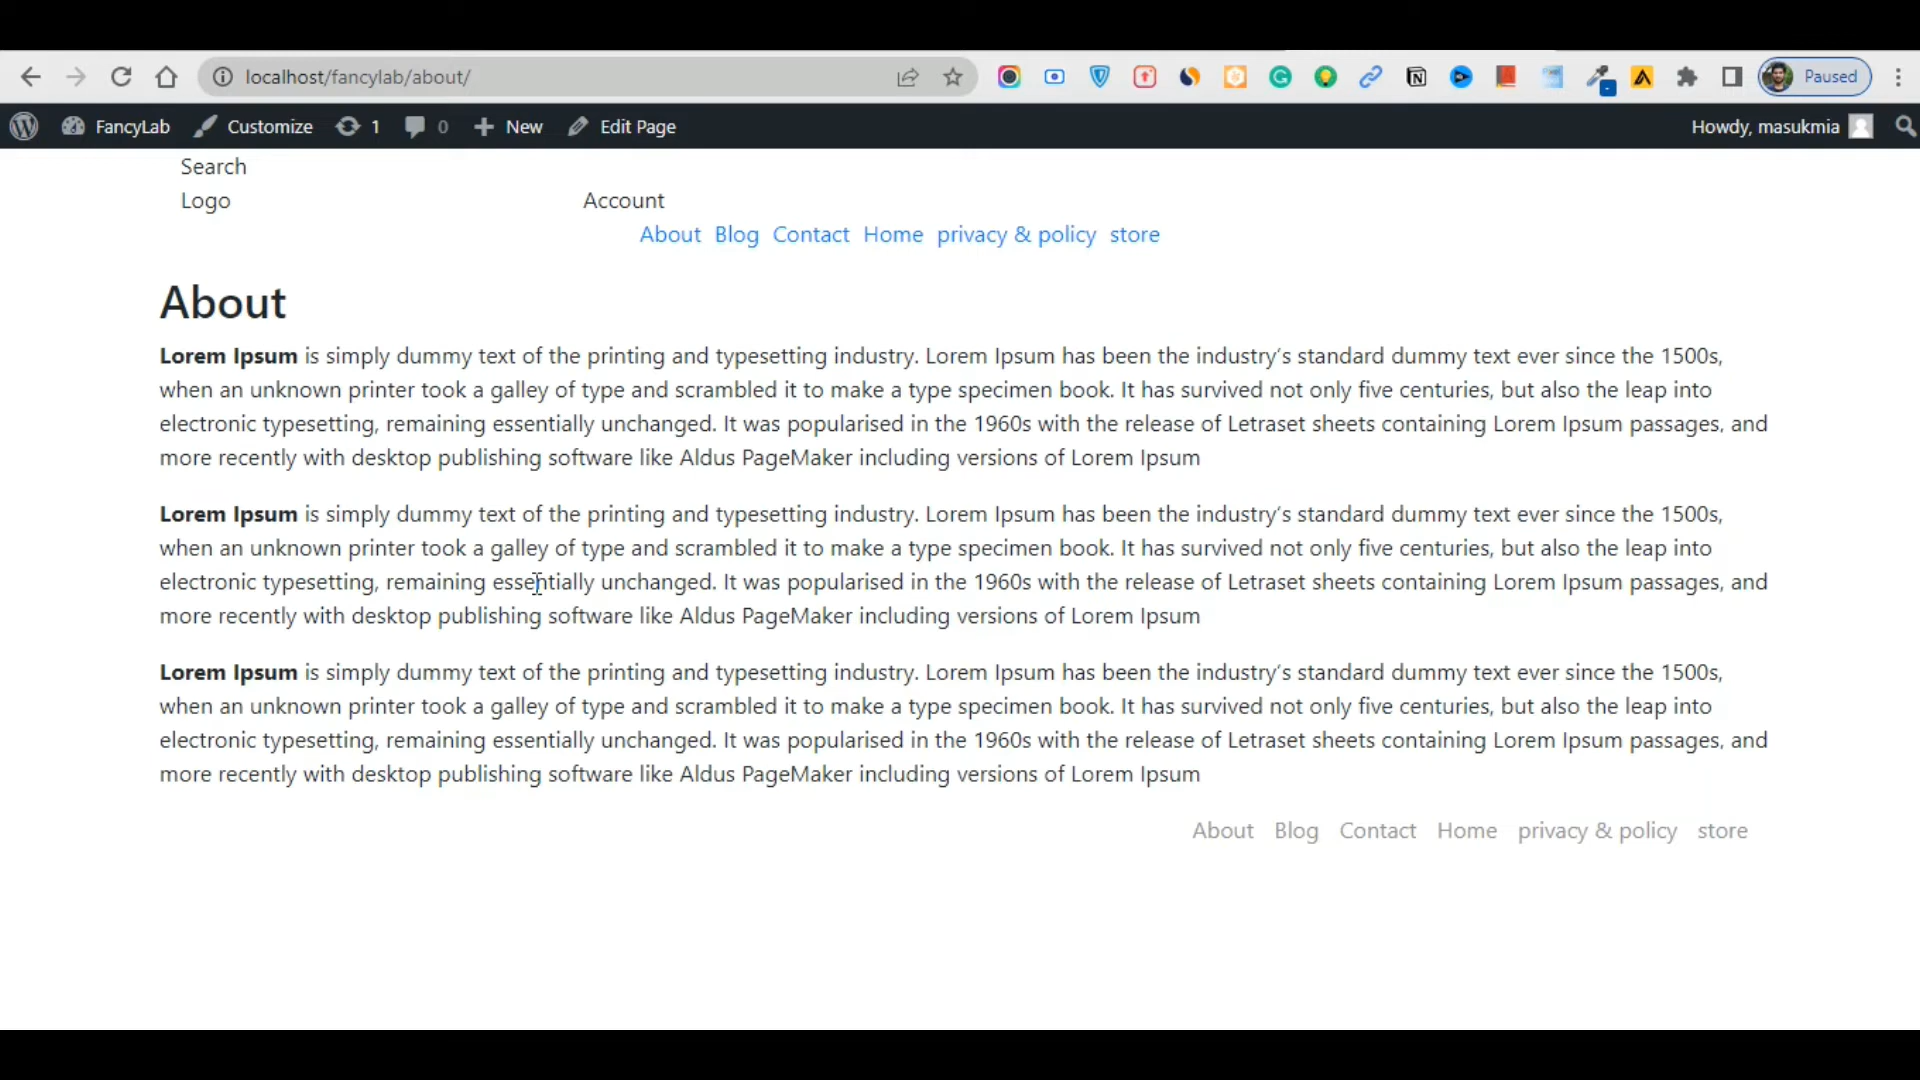 localhost/fancylab/about/
Paused
FancyLab Customize 1 0 New Edit Page Howdy, masukmia
Search
Logo Account
About Blog Contact Home privacy & policy store
About
Lorem Ipsum is simply dummy text of the printing and typesetting industry. Lorem Ipsum has been the industry’s standard dummy text ever since the 1500s,
when an unknown printer took a galley of type and scrambled it to make a type specimen book. It has survived not only five centuries, but also the leap into
electronic typesetting, remaining essentially unchanged. It was popularised in the 1960s with the release of Letraset sheets containing Lorem Ipsum passages, and
more recently with desktop publishing software like Aldus PageMaker including versions of Lorem Ipsum
Lorem Ipsum is simply dummy text of the printing and typesetting industry. Lorem Ipsum has been the industry’s standard dummy text ever since the 1500s,
when an unknown printer took a galley of type and scrambled it to make a type specimen book. It has survived not only five centuries, but also the leap into
electronic typesetting, remaining essentially unchanged. It was popularised in the 1960s with the release of Letraset sheets containing Lorem Ipsum passages, and
more recently with desktop publishing software like Aldus PageMaker including versions of Lorem Ipsum
Lorem Ipsum is simply dummy text of the printing and typesetting industry. Lorem Ipsum has been the industry’s standard dummy text ever since the 1500s,
when an unknown printer took a galley of type and scrambled it to make a type specimen book. It has survived not only five centuries, but also the leap into
electronic typesetting, remaining essentially unchanged. It was popularised in the 1960s with the release of Letraset sheets containing Lorem Ipsum passages, and
more recently with desktop publishing software like Aldus PageMaker including versions of Lorem Ipsum
About Blog Contact Home privacy & policy store